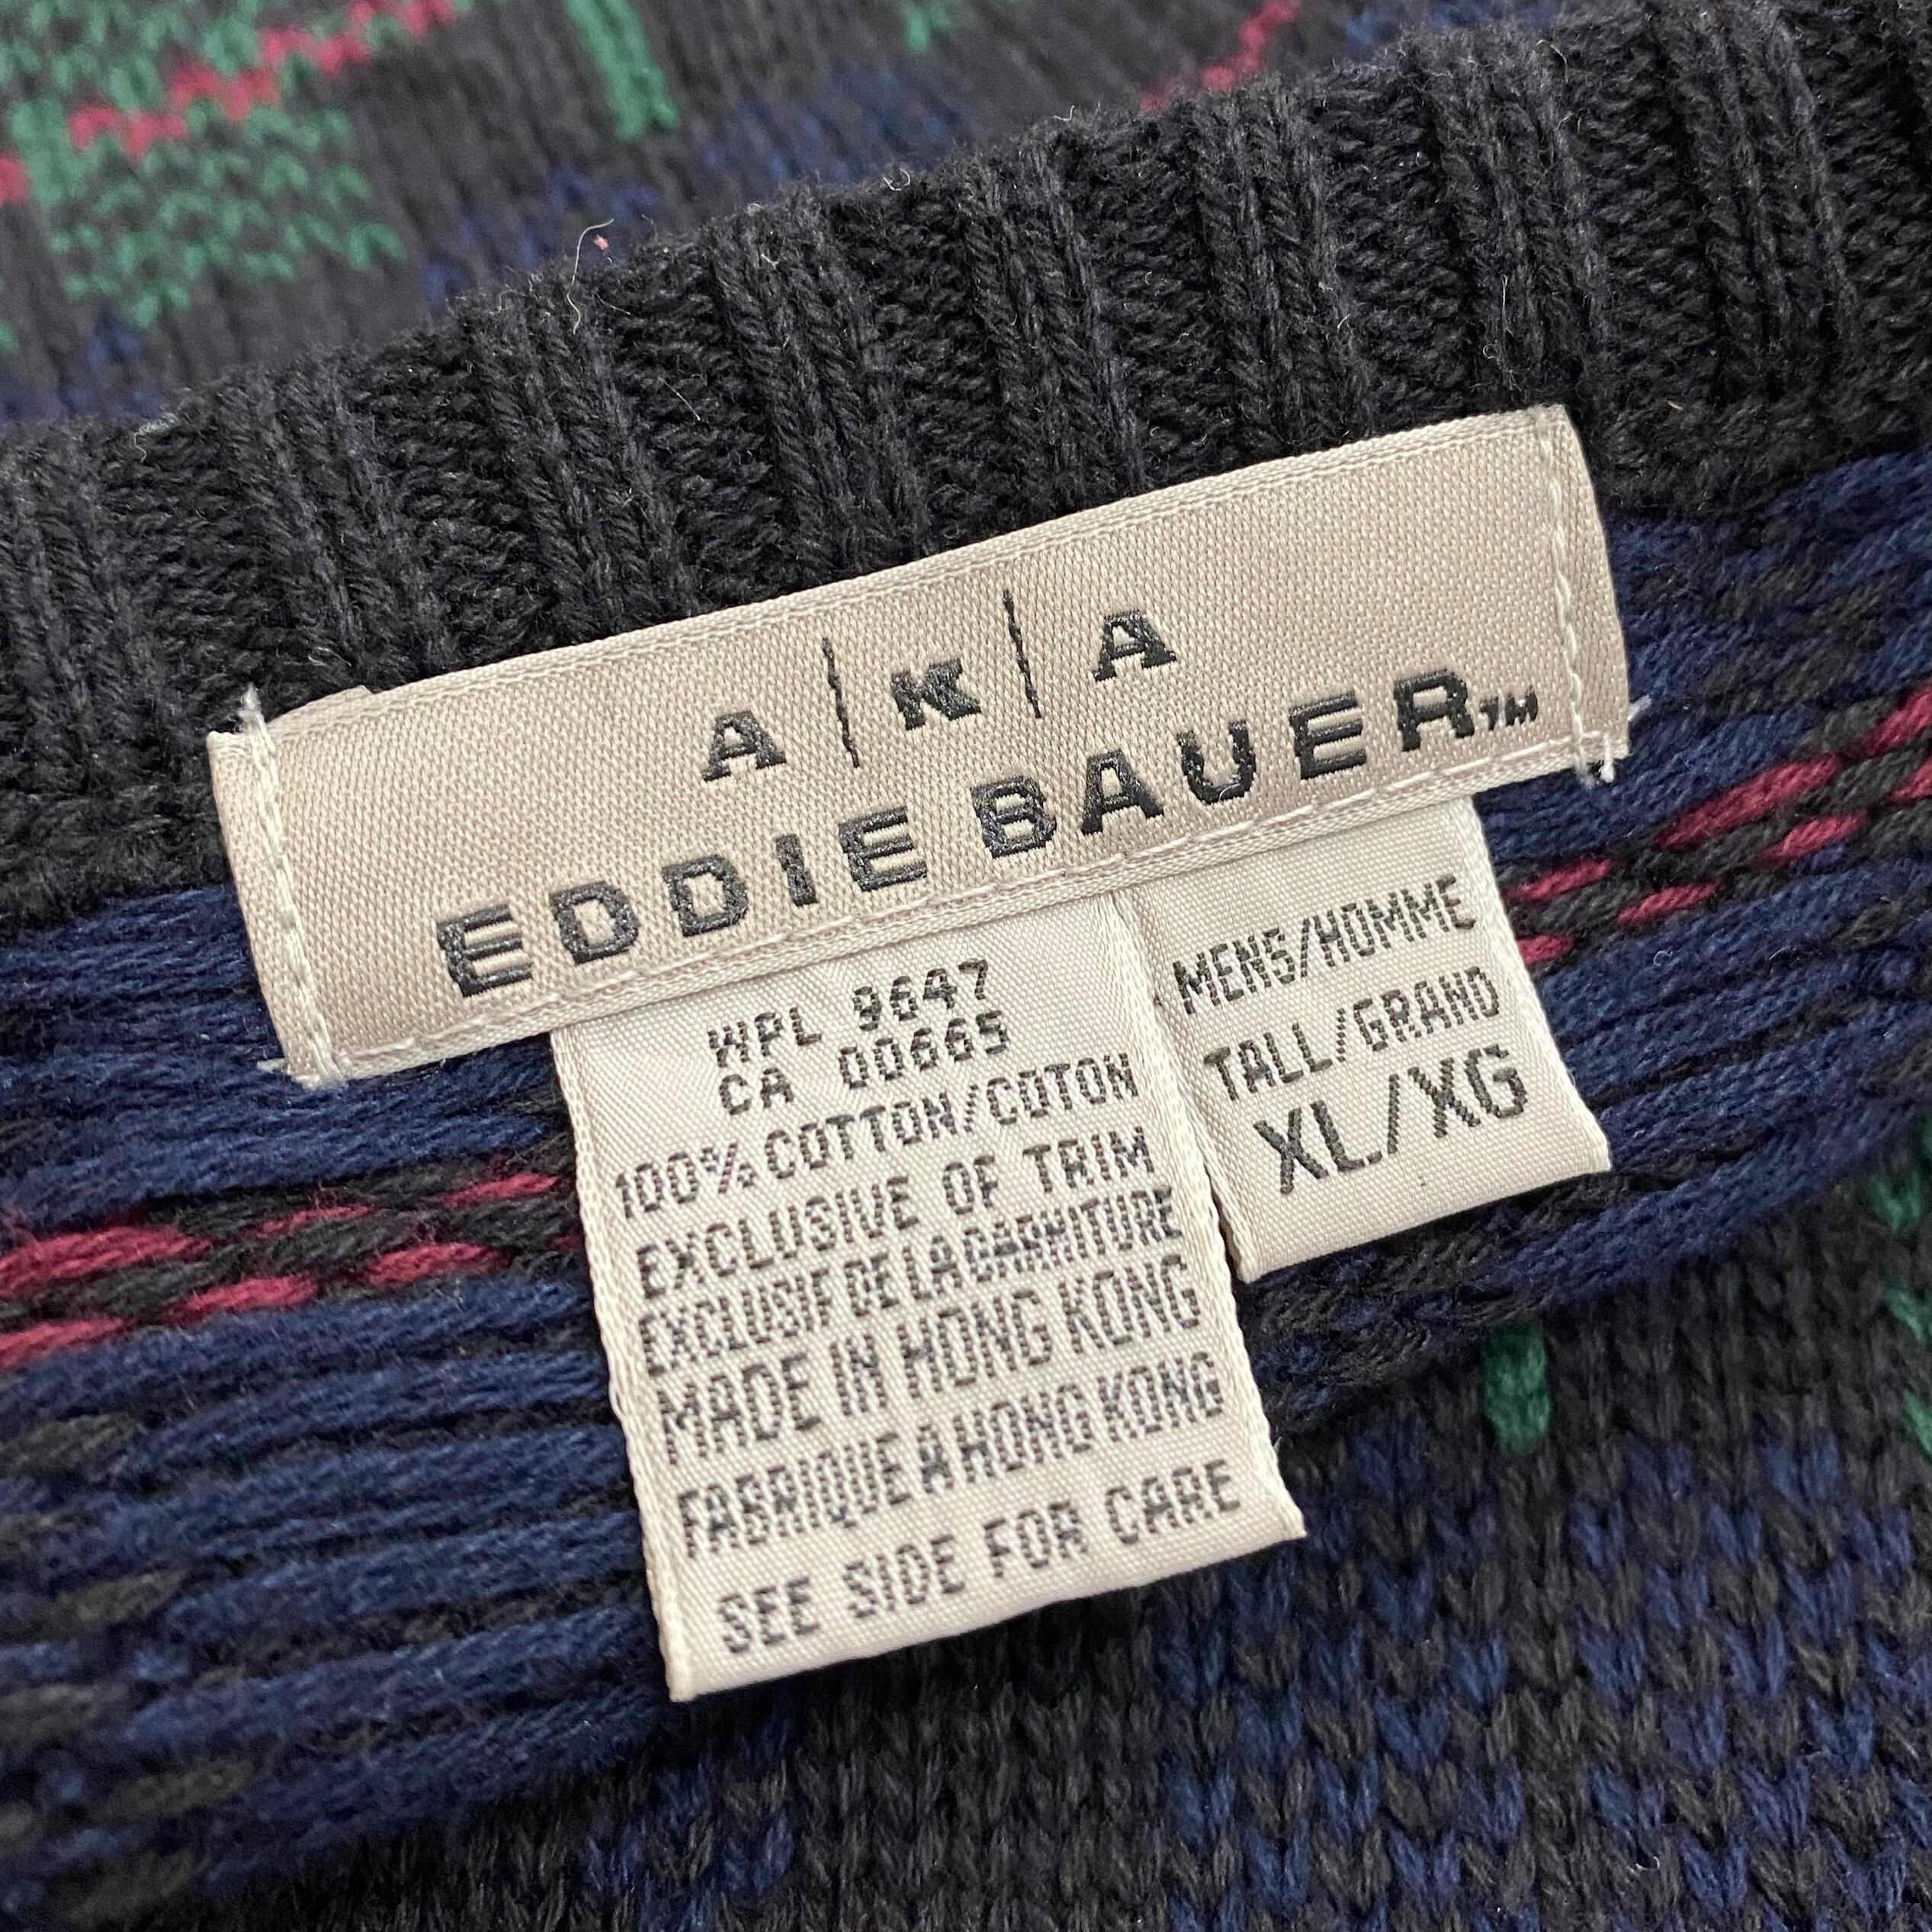 A|K|A
EDDIE BAUER™
WPL 9647
CA 00665
100% COTTON/COTON
EXCLUSIVE OF TRIM
EXCLUSIF DE LA GARNITURE
MADE IN HONG KONG
FABRIQUE A HONG KONG
SEE SIDE FOR CARE
MENS/HOMME
TALL/GRAND
XL/XG